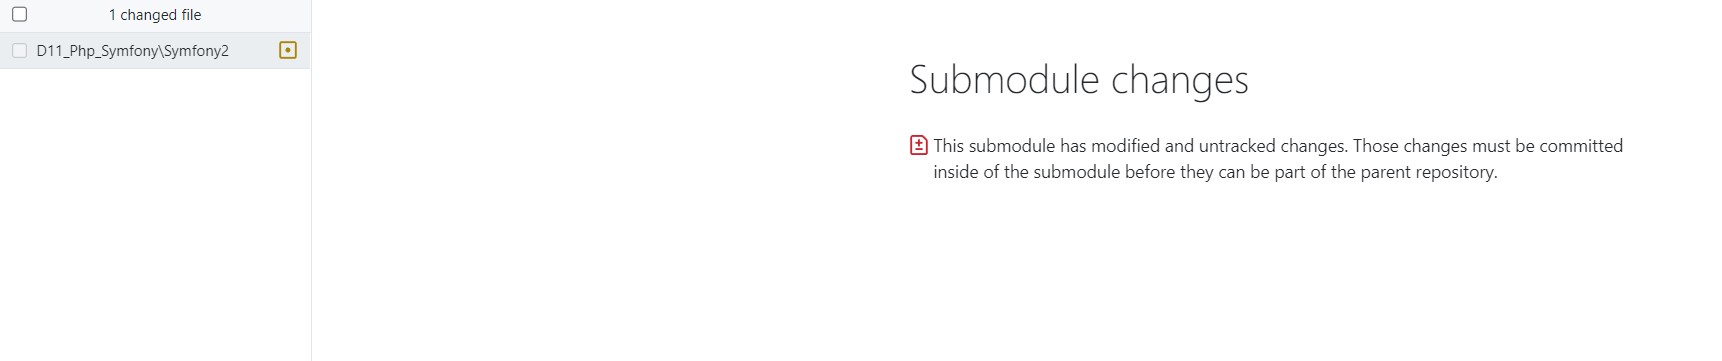 1 changed file
D11_Php_Symfony\Symfony2
Submodule changes
This submodule has modified and untracked changes. Those changes must be committed
inside of the submodule before they can be part of the parent repository.